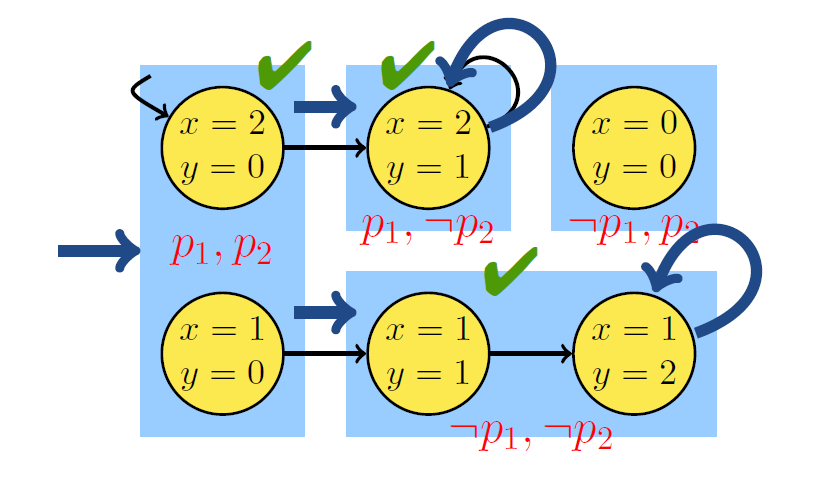 x = 2
y = 0
x = 2
y = 1
x = 0
y = 0
p₁, p₂
p₁, ¬p₂
¬p₁, p₂
x = 1
y = 0
x = 1
y = 1
x = 1
y = 2
¬p₁, ¬p₂